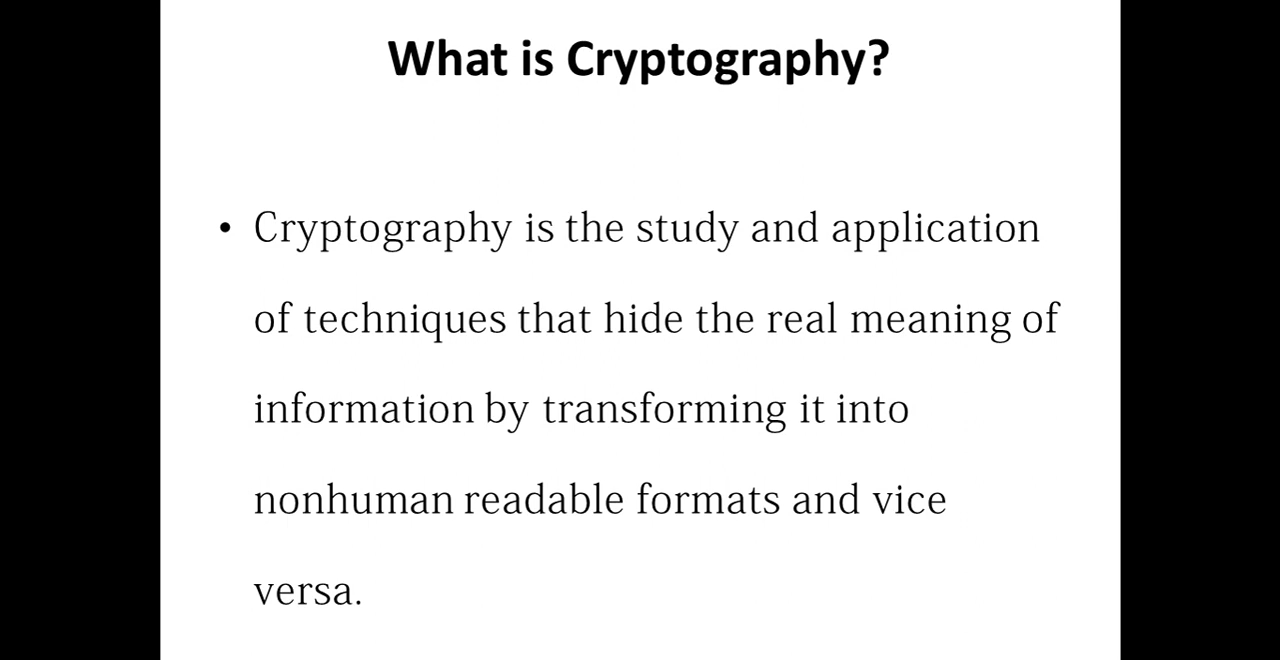 What is Cryptography?
• Cryptography is the study and application
of techniques that hide the real meaning of
information by transforming it into
nonhuman readable formats and vice
versa.